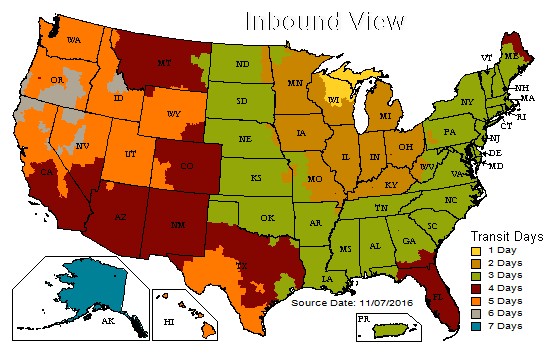 Inbound View
WA
MT
ND
MN
ME
VT
OR
ID
SD
WI
MI
NY
NH
MA
RI
CT
WY
IA
PA
NJ
NE
OH
DE
MD
NV
UT
CO
IL
IN
WV
VA
CA
KS
MO
KY
NC
TN
AZ
NM
OK
AR
SC
MS
AL
GA
TX
LA
FL
Transit Days
1 Day
2 Days
3 Days
4 Days
5 Days
6 Days
7 Days
Source Date: 11/07/2016
AK
HI
PR